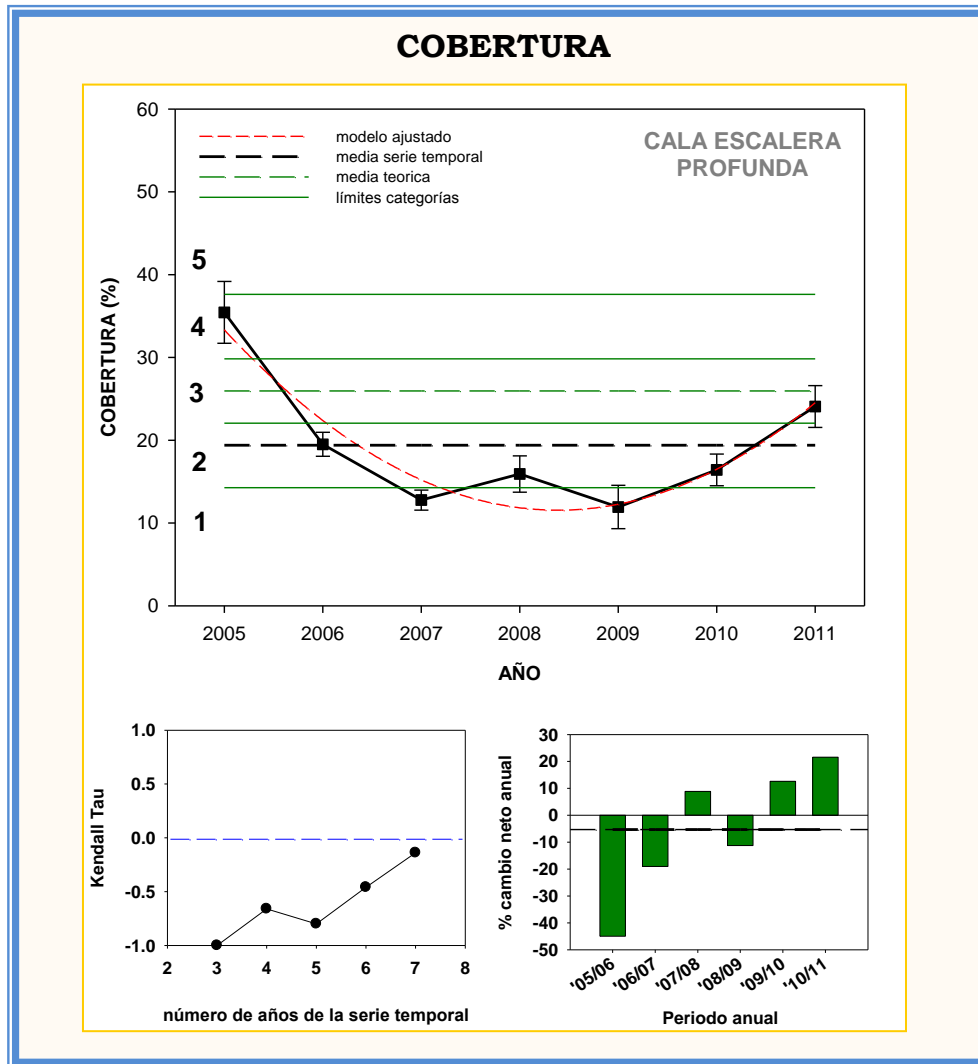 COBERTURA
60
50
40
30
20
10
0
COBERTURA (%)
modelo ajustado
media serie temporal
media teorica
límites categorías
CALA ESCALERA
PROFUNDA
5
4
3
2
1
2005 2006 2007 2008 2009 2010 2011
AÑO
1.0
0.5
0.0
-0.5
-1.0
Kendall Tau
2 3 4 5 6 7 8
número de años de la serie temporal
30
20
10
0
-10
-20
-30
-40
-50
% cambio neto anual
'05/06 '06/07 '07/08 '08/09 '09/10 '10/11
Periodo anual